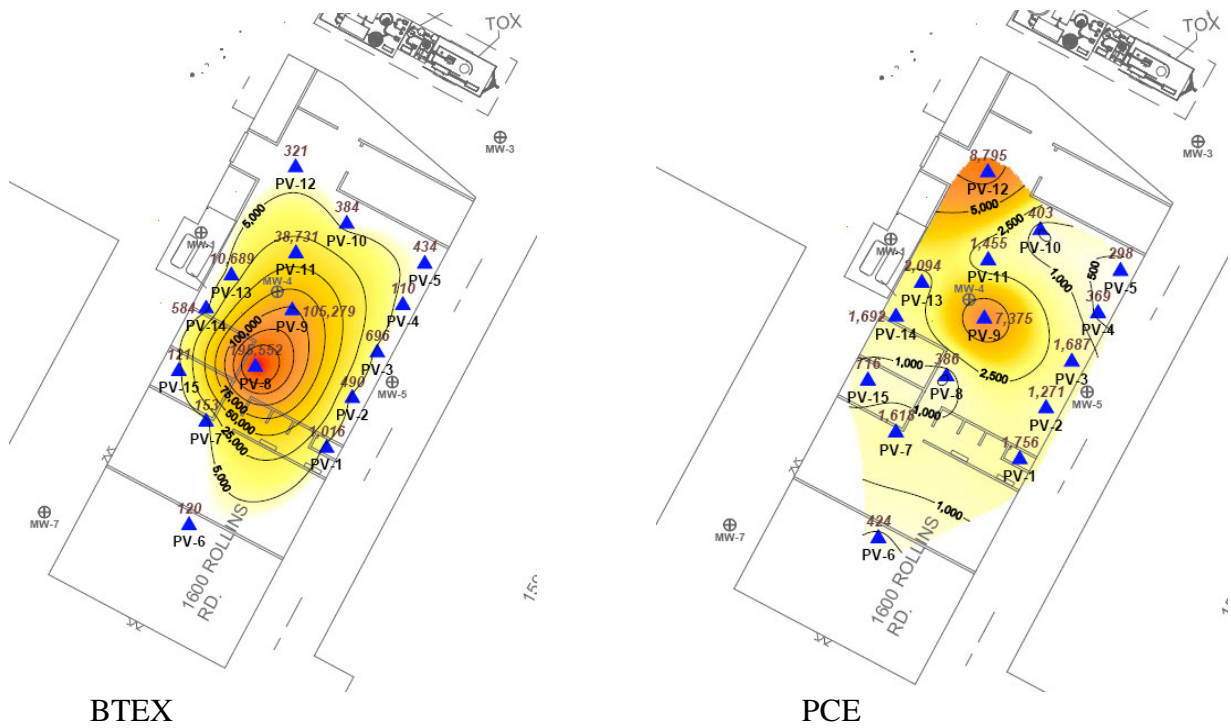 TOX
MW-3
321
PV-12
384
PV-10
5,000
MW-1
38,731
PV-11
434
PV-5
10,689
PV-13
MW-4
110
PV-4
584
PV-14
PV-9
105,279
100,000
696
PV-3
195,552
PV-8
121
PV-15
MW-5
490
PV-2
75,000
50,000
25,000
153
PV-7
1,016
PV-1
5,000
120
PV-6
MW-7
1600 ROLLINS
RD.
BTEX
TOX
MW-3
8,795
PV-12
5,000
403
PV-10
2,500
MW-1
1,455
PV-11
1,000
500
298
PV-5
2,094
PV-13
MW-4
369
PV-4
1,692
PV-14
PV-9
7,375
1,687
PV-3
2,500
1,000
386
PV-8
716
PV-15
MW-5
1,271
PV-2
1,000
1,618
PV-7
1,756
PV-1
1,000
424
PV-6
MW-7
1600 ROLLINS
RD.
PCE